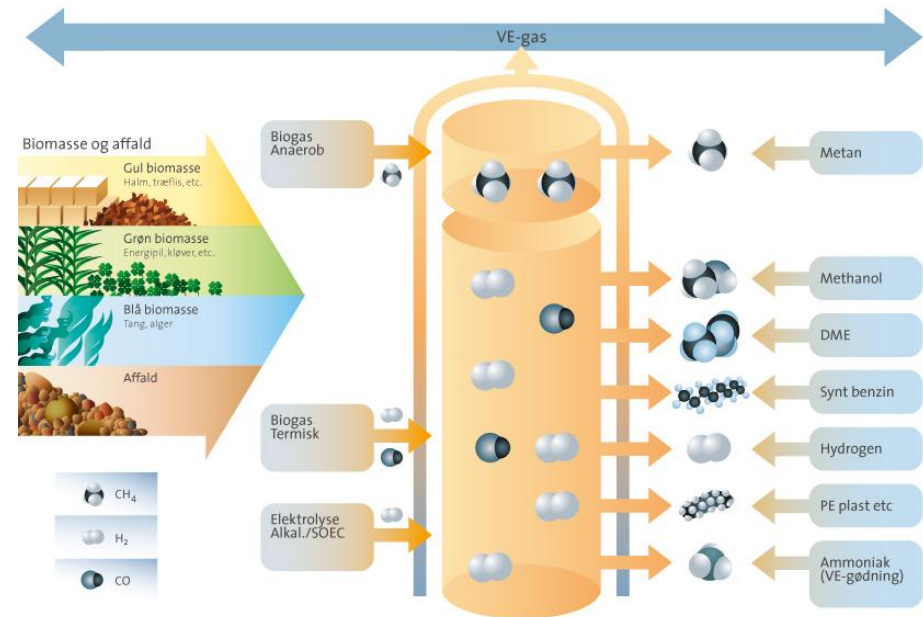 VE-gas
Biomasse og affald
Gul biomasse
Halm, træflis, etc.
Grøn biomasse
Energipil, kløver, etc.
Blå biomasse
Tang, alger
Affald
CH₄
H₂
CO
Biogas
Anaerob
Biogas
Termisk
Elektrolyse
Alkal./SOEC
Metan
Methanol
DME
Synt benzin
Hydrogen
PE plast etc
Ammoniak
(VE-gødning)